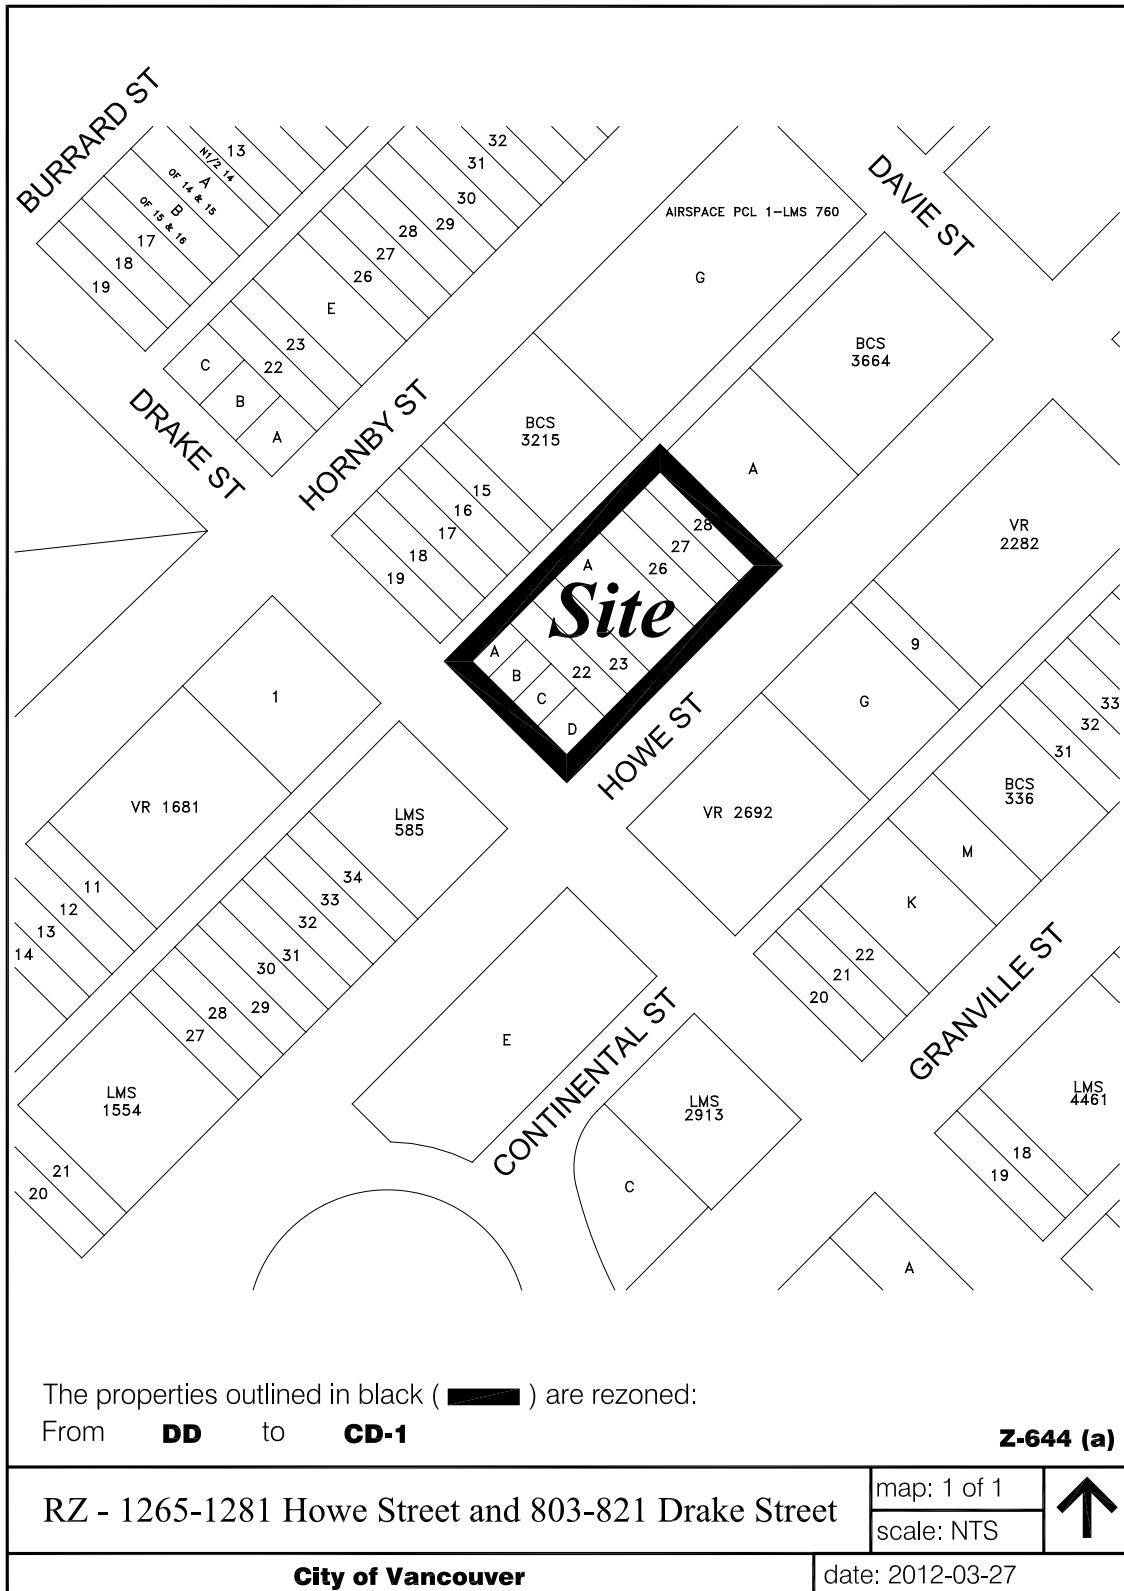 BURRARD ST
13
N1/2 14
A
OF 14 & 15
B
OF 15 & 16
17
18
19
32
31
30
29
28
27
26
E
23
22
C
B
A
DAVIE ST
AIRSPACE PCL 1-LMS 760
G
BCS
3664
DRAKE ST
HORNBY ST
BCS
3215
A
15
16
17
18
19
28
27
26
A
Site
23
22
A
B
C
D
VR
2282
9
G
HOWE ST
VR 2692
33
32
31
BCS
336
M
K
22
21
20
1
VR 1681
11
12
13
14
LMS
585
34
33
32
31
30
29
28
27
LMS
1554
21
20
E
CONTINENTAL ST
LMS
2913
C
GRANVILLE ST
LMS
4461
18
19
A
The properties outlined in black ( ) are rezoned:
From DD to CD-1
Z-644 (a)
RZ - 1265-1281 Howe Street and 803-821 Drake Street
map: 1 of 1
scale: NTS
City of Vancouver
date: 2012-03-27